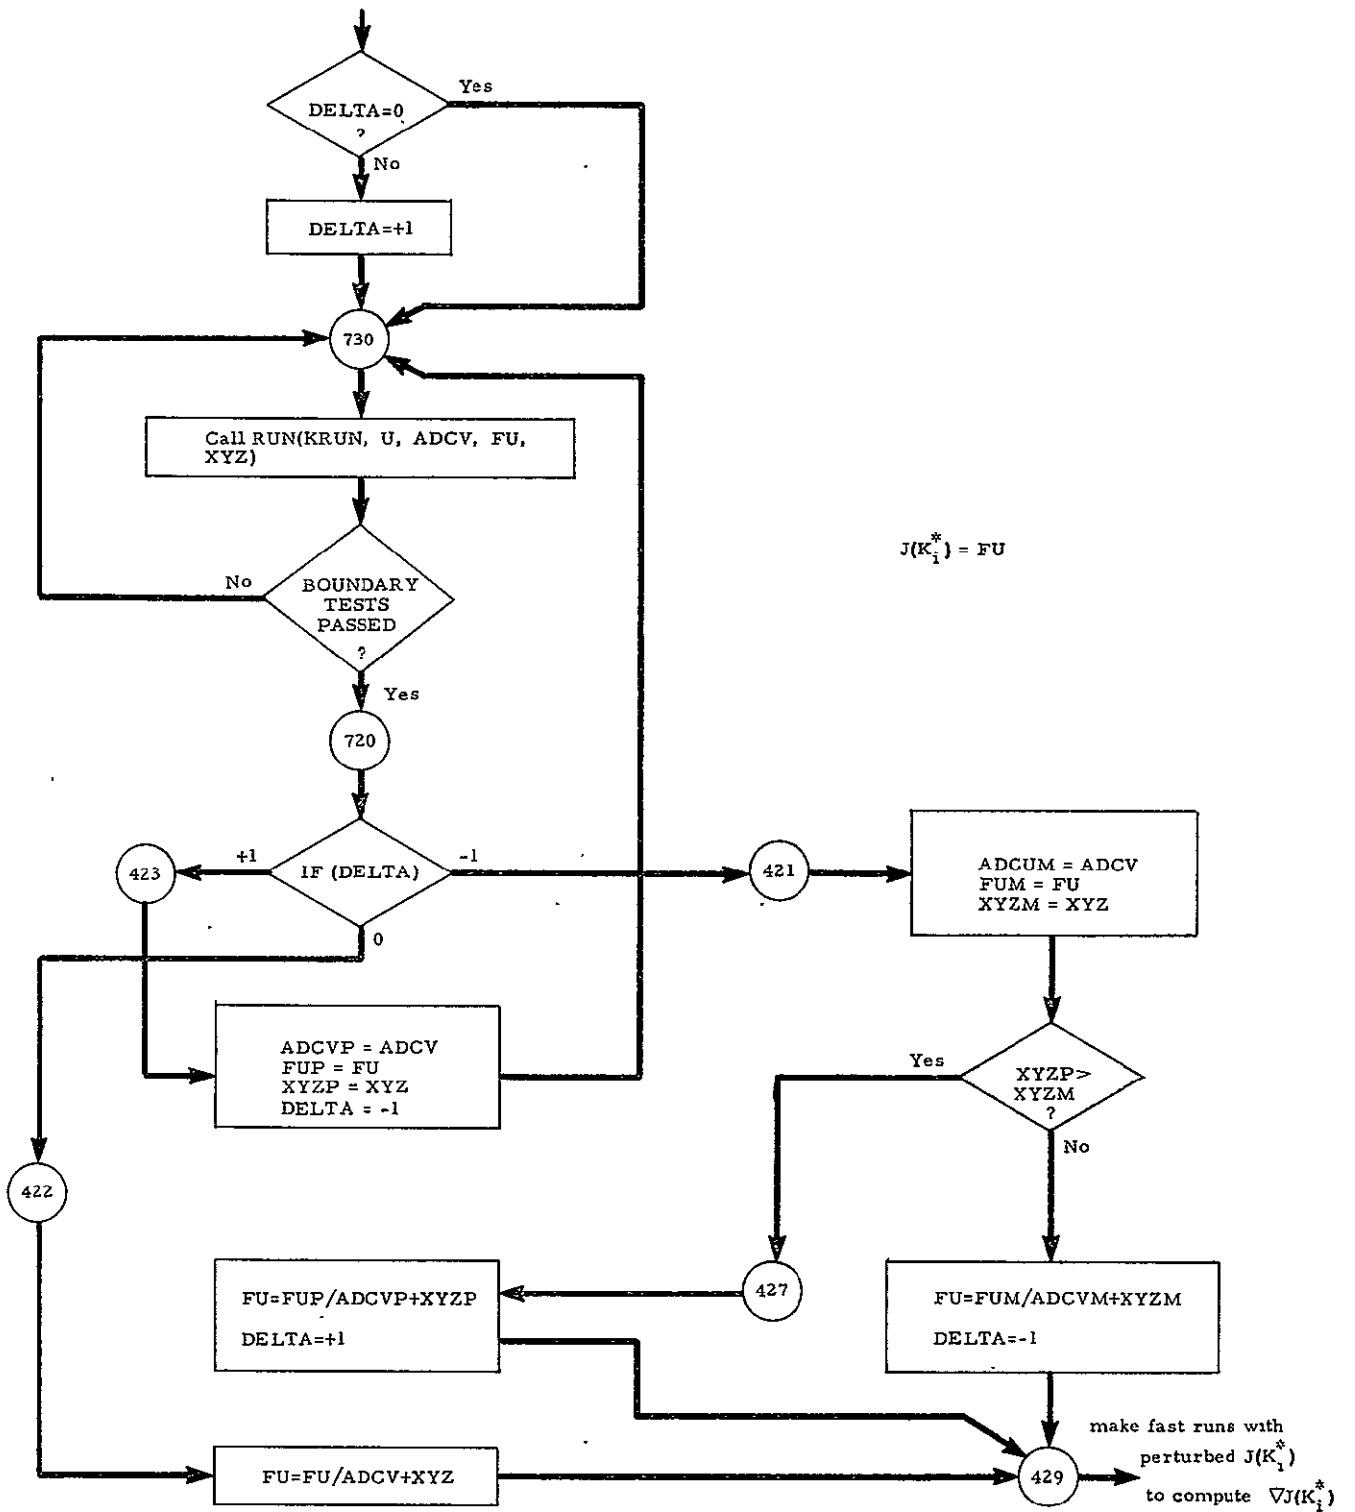 Yes
DELTA=0
?
No
DELTA=+1
730
Call RUN(KRUN, U, ADCV, FU,
XYZ)
J(K*i) = FU
No
BOUNDARY
TESTS
PASSED
?
Yes
720
423
+1
IF (DELTA)
-1
421
0
ADCUM = ADCV
FUM = FU
XYZM = XYZ
ADCVP = ADCV
FUP = FU
XYZP = XYZ
DELTA = -1
Yes
XYZP>
XYZM
?
No
422
427
FU=FUP/ADCVP+XYZP
DELTA=+1
FU=FUM/ADCVM+XYZM
DELTA=-1
FU=FU/ADCV+XYZ
429
make fast runs with
perturbed J(K*i)
to compute ∇J(K*i)